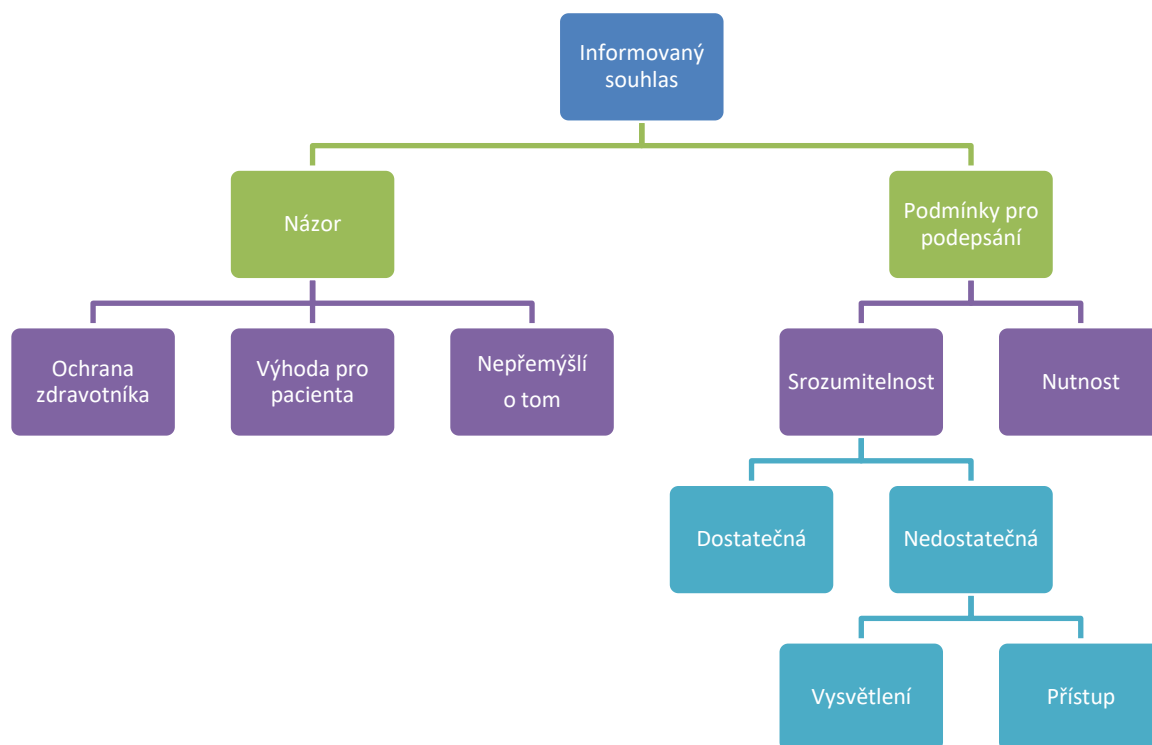 Informovaný
souhlas
Názor
Podmínky pro
podepsání
Ochrana
zdravotníka
Výhoda pro
pacienta
Nepřemýšlí
o tom
Srozumitelnost
Nutnost
Dostatečná
Nedostatečná
Vysvětlení
Přístup